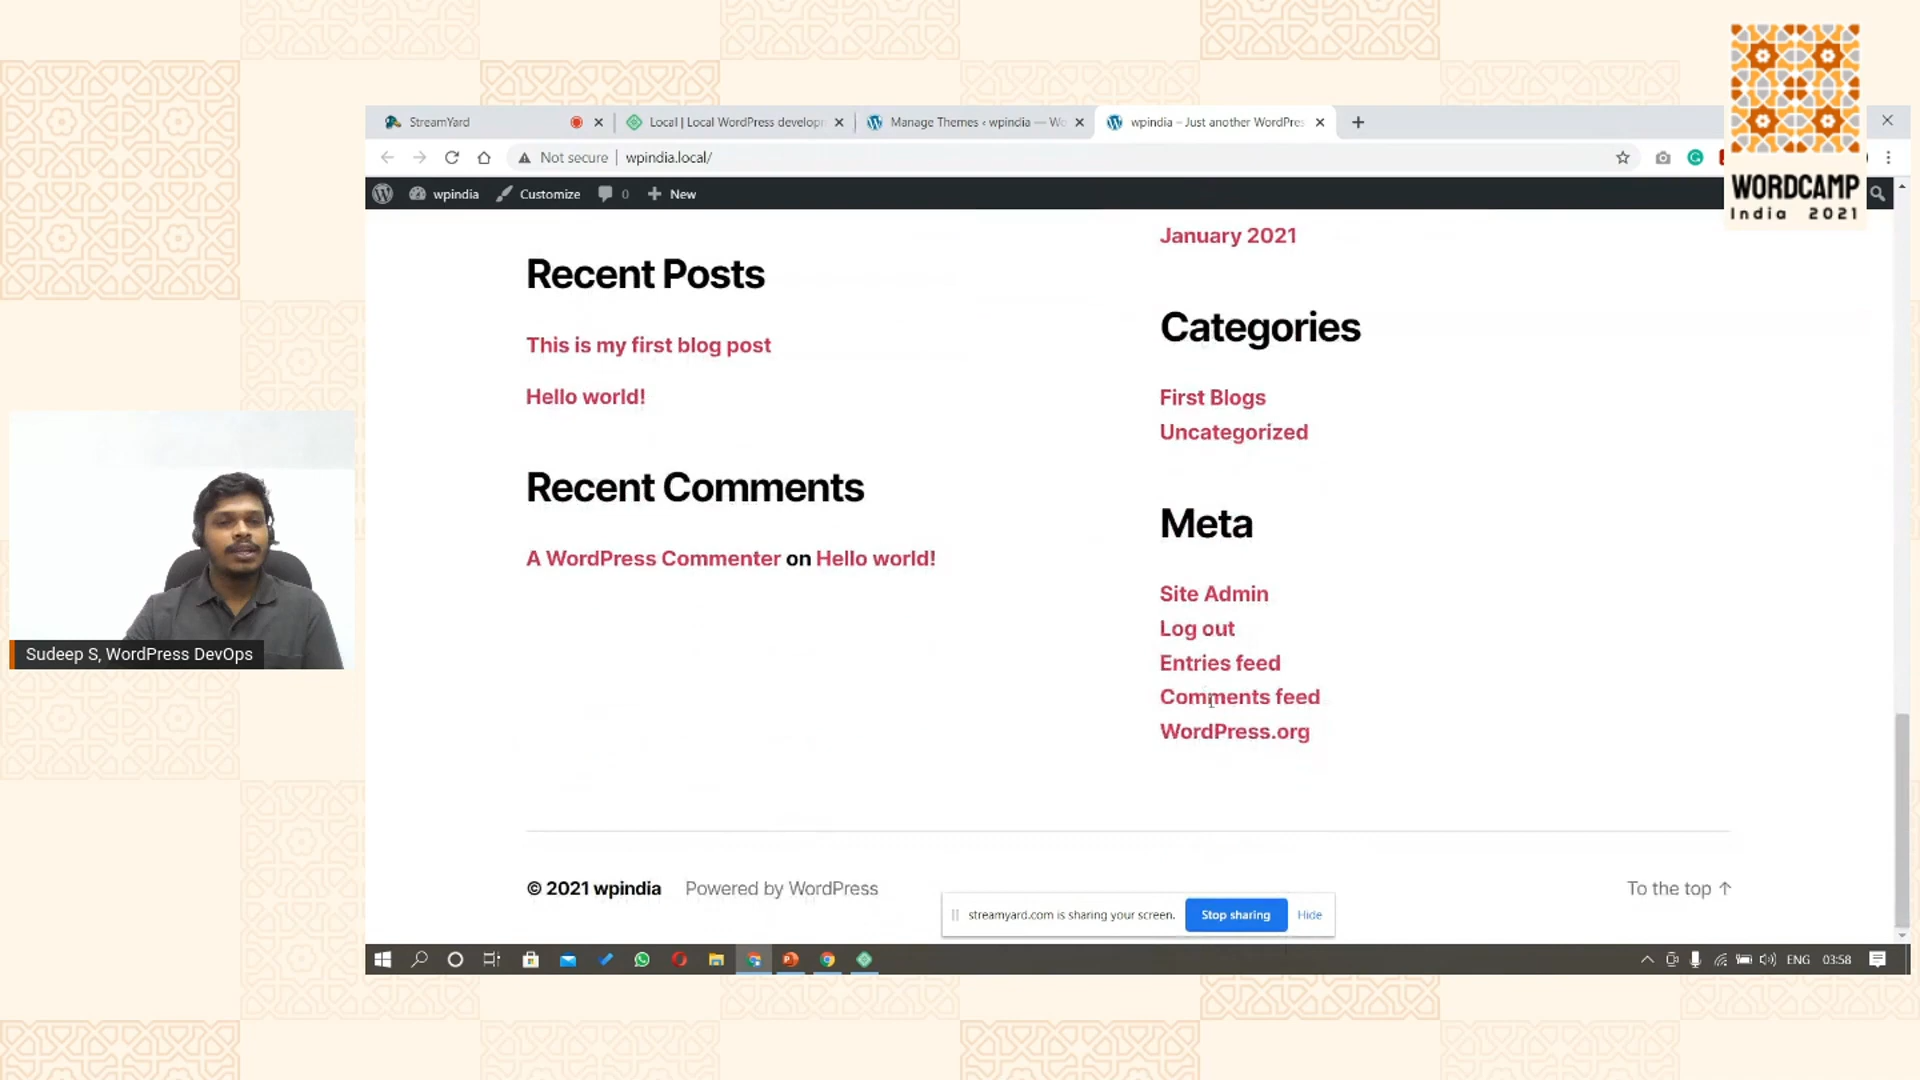 WORDCAMP
India 2021
StreamYard
Local | Local WordPress developm
Manage Themes ‹ wpindia — Wo
wpindia – Just another WordPres
Not secure | wpindia.local/
wpindia
Customize
0
New
January 2021
Recent Posts
This is my first blog post
Hello world!
Recent Comments
A WordPress Commenter on Hello world!
Categories
First Blogs
Uncategorized
Meta
Site Admin
Log out
Entries feed
Comments feed
WordPress.org
© 2021 wpindia
Powered by WordPress
To the top ↑
streamyard.com is sharing your screen.
Stop sharing
Hide
ENG
03:58
Sudeep S, WordPress DevOps